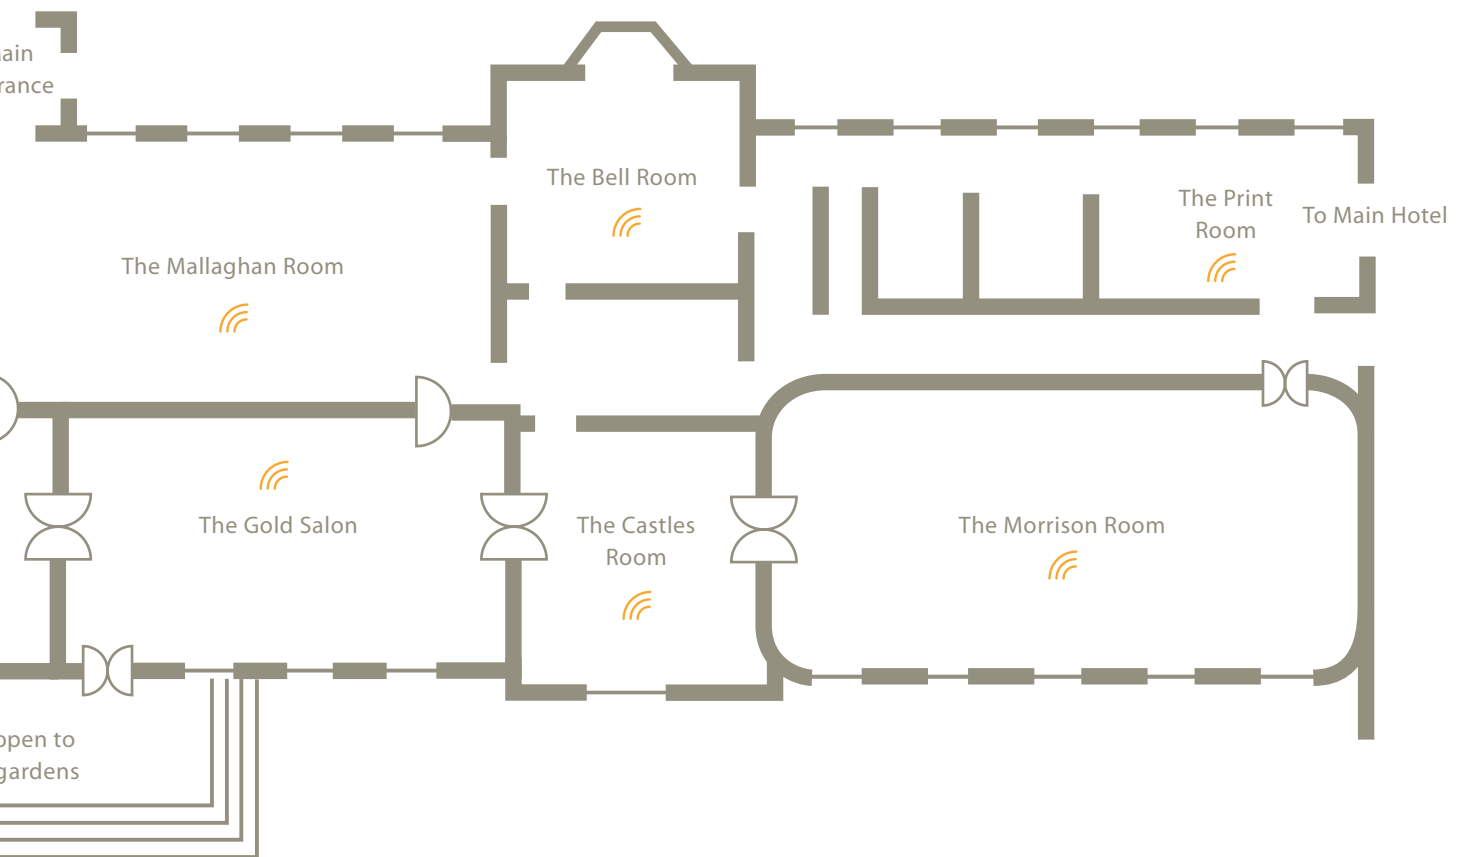 ain
rance
The Bell Room
The Print
Room
To Main Hotel
The Mallaghan Room
The Gold Salon
The Castles
Room
The Morrison Room
open to
gardens